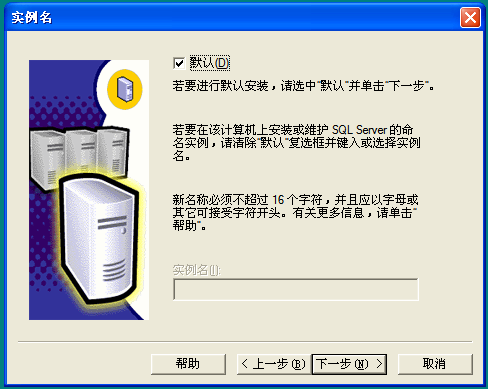 实例名
默认(D)
若要进行默认安装，请选中"默认"并单击"下一步"。
若要在该计算机上安装或维护 SQL Server 的命
名实例，请清除"默认"复选框并键入或选择实例
名。
新名称必须不超过 16 个字符，并且应以字母或
其它可接受字符开头。有关更多信息，请单击"
帮助"。
实例名(I):
帮助
< 上一步(B)
下一步(N) >
取消